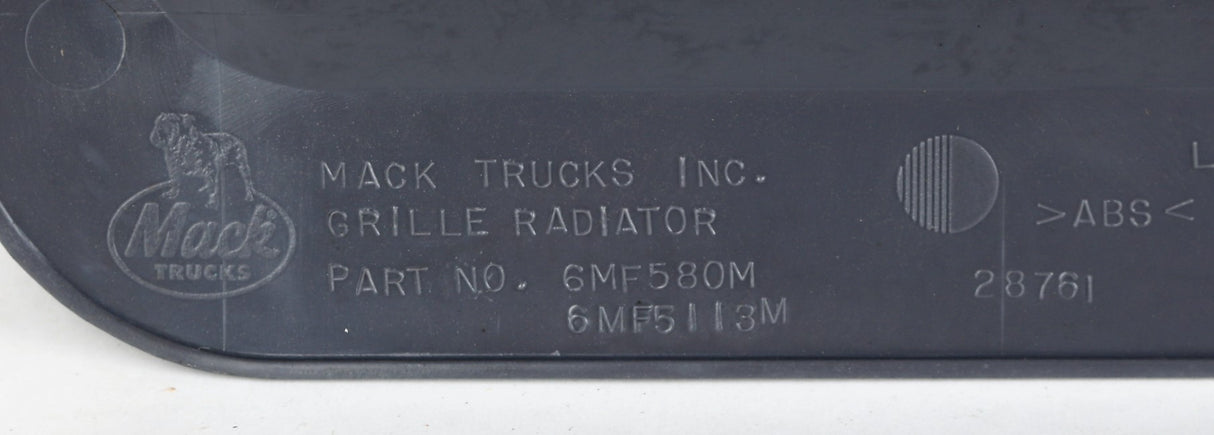 Mack
TRUCKS
MACK TRUCKS INC.
GRILLE RADIATOR
PART NO. 6MF580M
6MF5113M
>ABS<
28761